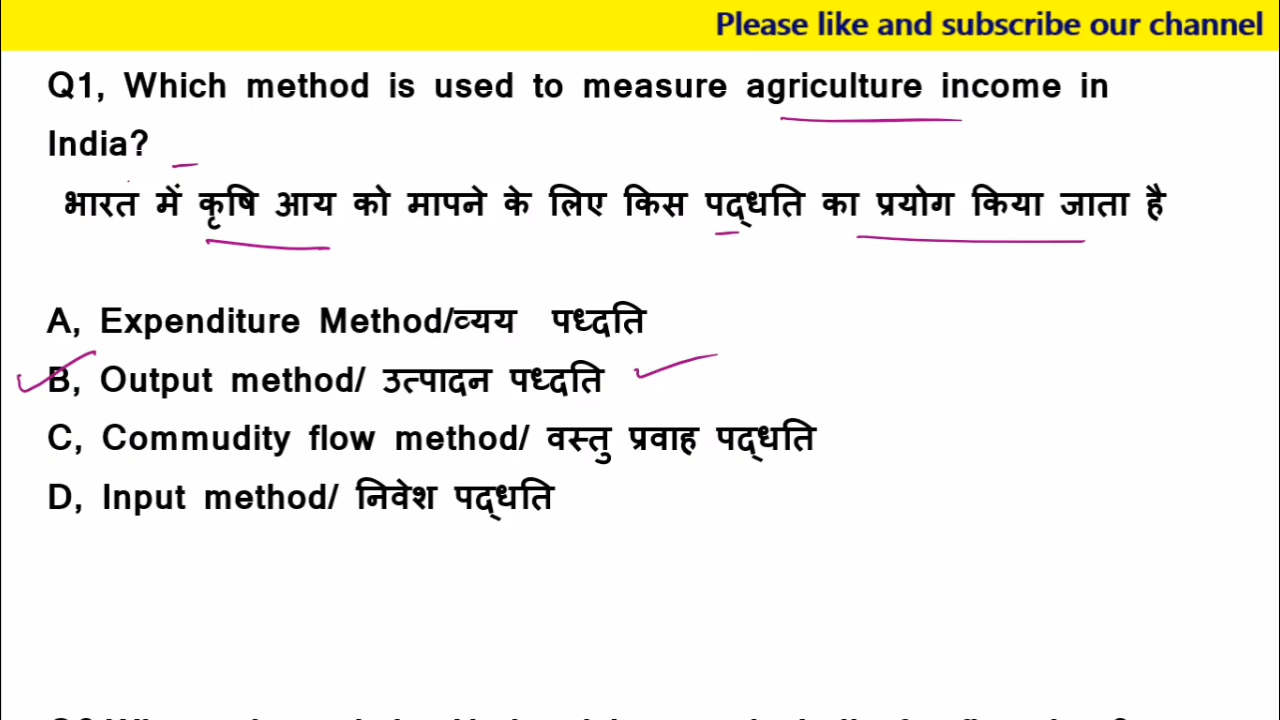 Please like and subscribe our channel
Q1, Which method is used to measure agriculture income in
India?
भारत में कृषि आय को मापने के लिए किस पद्धति का प्रयोग किया जाता है
A, Expenditure Method/व्यय पध्दति
B, Output method/ उत्पादन पध्दति
C, Commudity flow method/ वस्तु प्रवाह पद्धति
D, Input method/ निवेश पद्धति